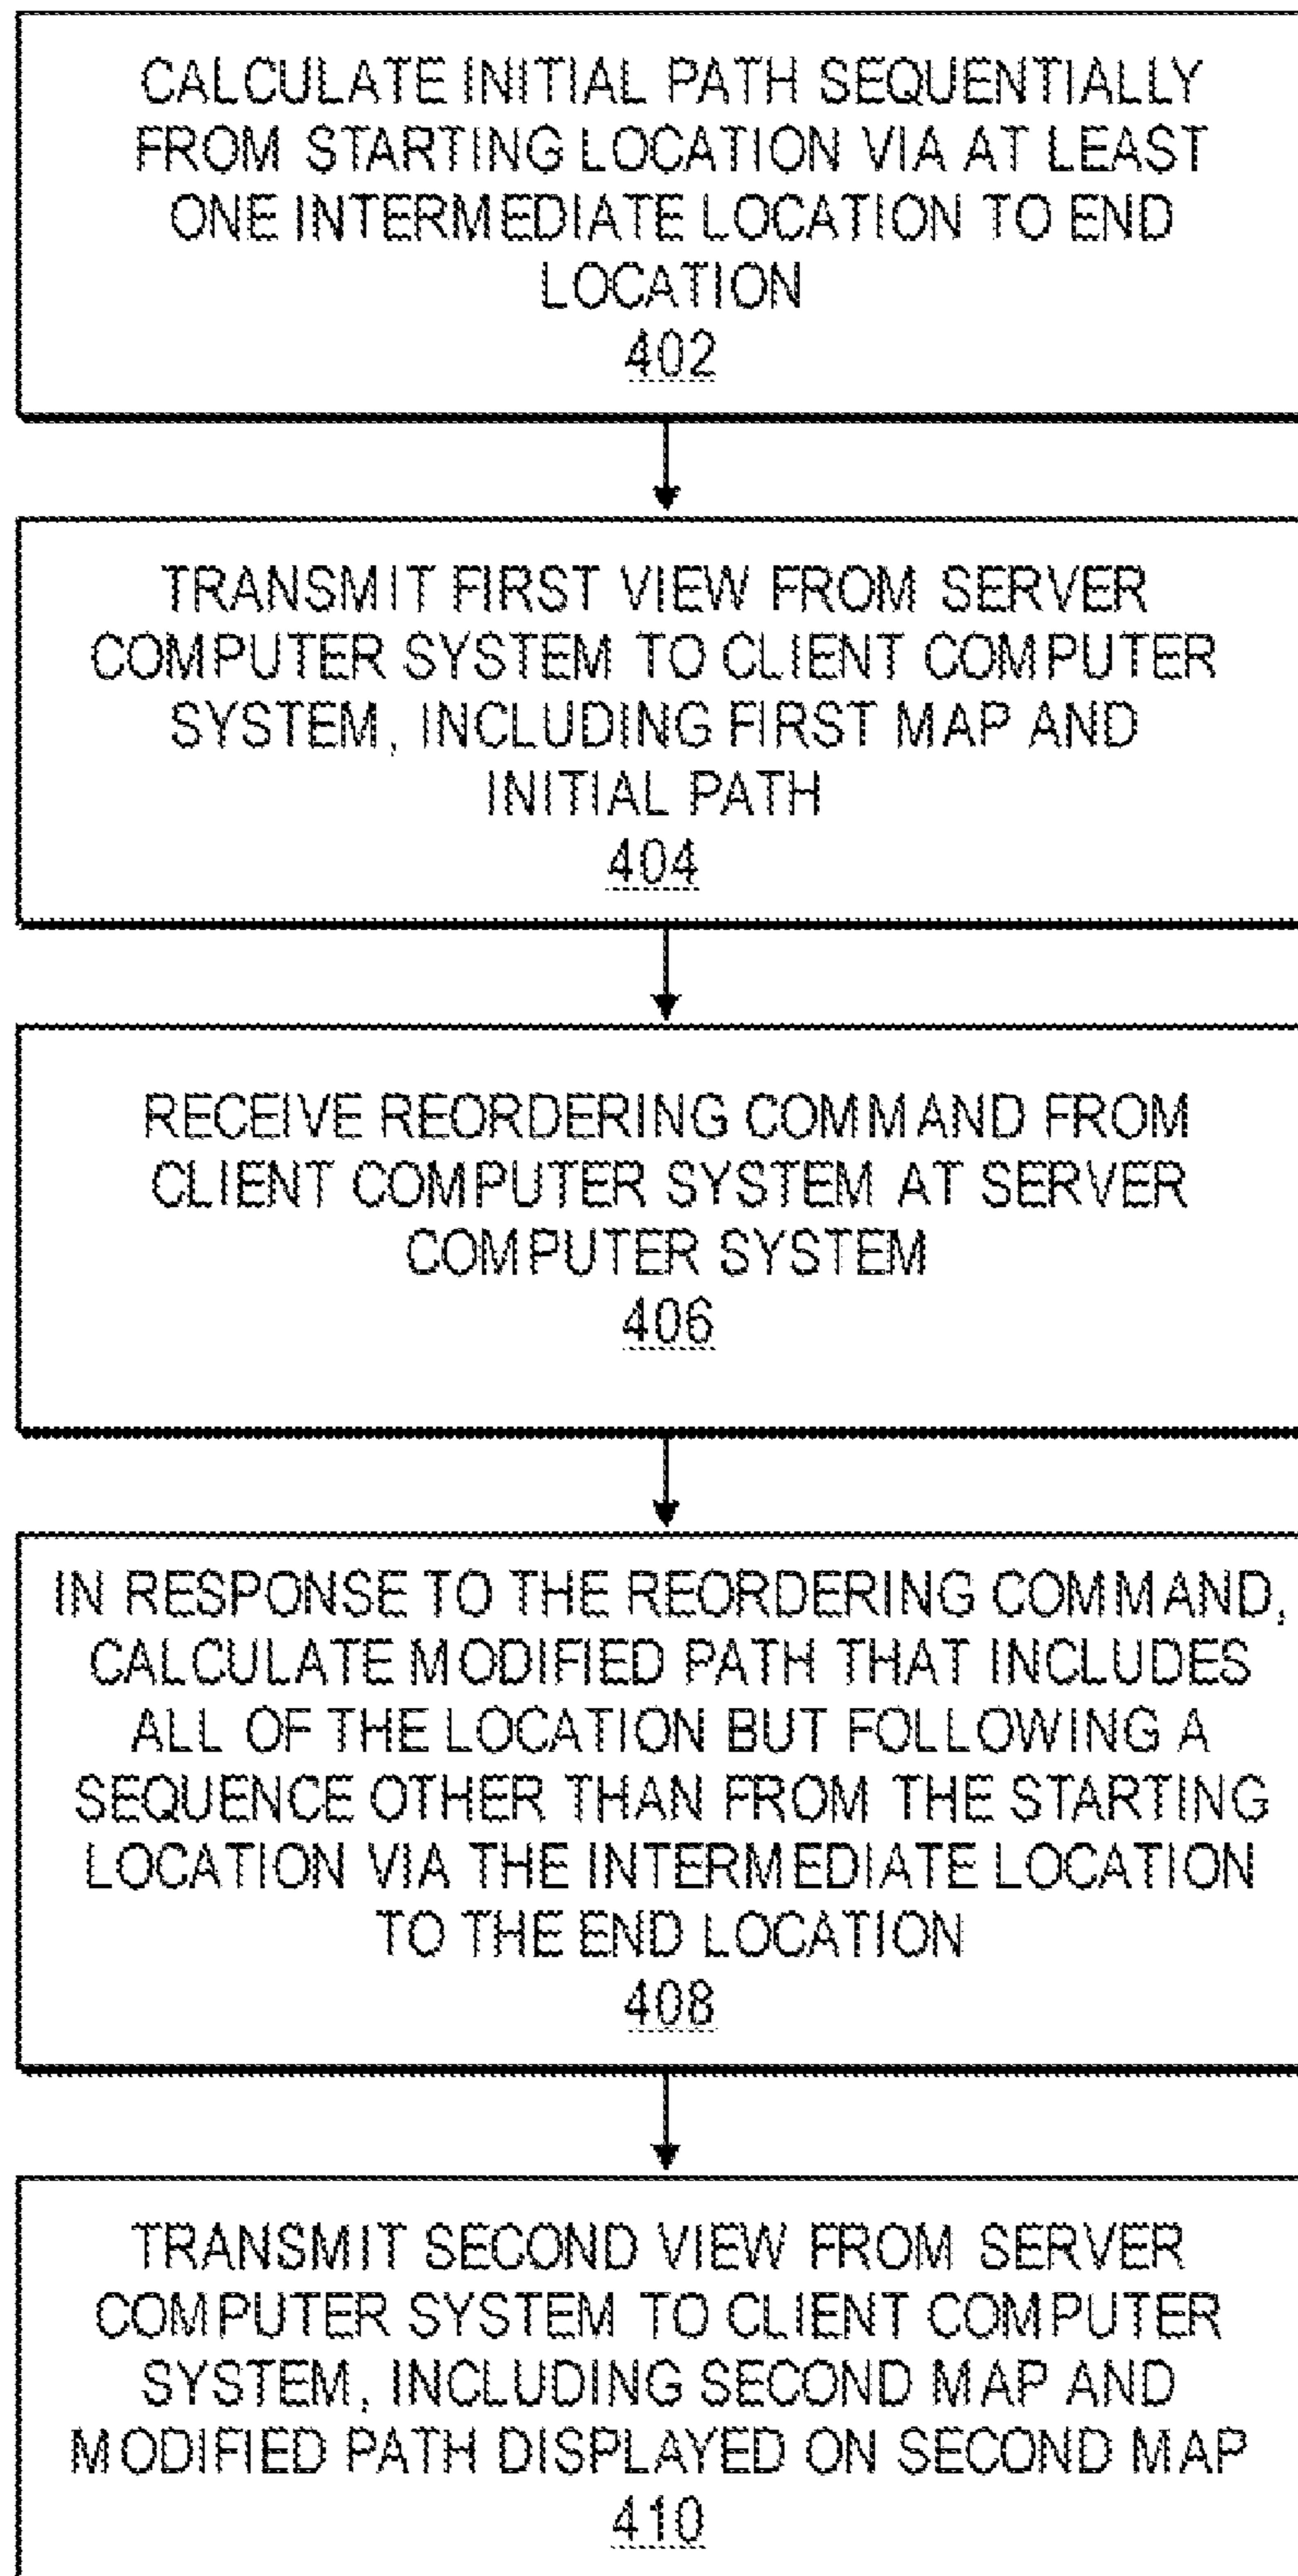 CALCULATE INITIAL PATH SEQUENTIALLY
FROM STARTING LOCATION VIA AT LEAST
ONE INTERMEDIATE LOCATION TO END
LOCATION
402
TRANSMIT FIRST VIEW FROM SERVER
COMPUTER SYSTEM TO CLIENT COMPUTER
SYSTEM, INCLUDING FIRST MAP AND
INITIAL PATH
404
RECEIVE REORDERING COMMAND FROM
CLIENT COMPUTER SYSTEM AT SERVER
COMPUTER SYSTEM
406
IN RESPONSE TO THE REORDERING COMMAND,
CALCULATE MODIFIED PATH THAT INCLUDES
ALL OF THE LOCATION BUT FOLLOWING A
SEQUENCE OTHER THAN FROM THE STARTING
LOCATION VIA THE INTERMEDIATE LOCATION
TO THE END LOCATION
408
TRANSMIT SECOND VIEW FROM SERVER
COMPUTER SYSTEM TO CLIENT COMPUTER
SYSTEM, INCLUDING SECOND MAP AND
MODIFIED PATH DISPLAYED ON SECOND MAP
410